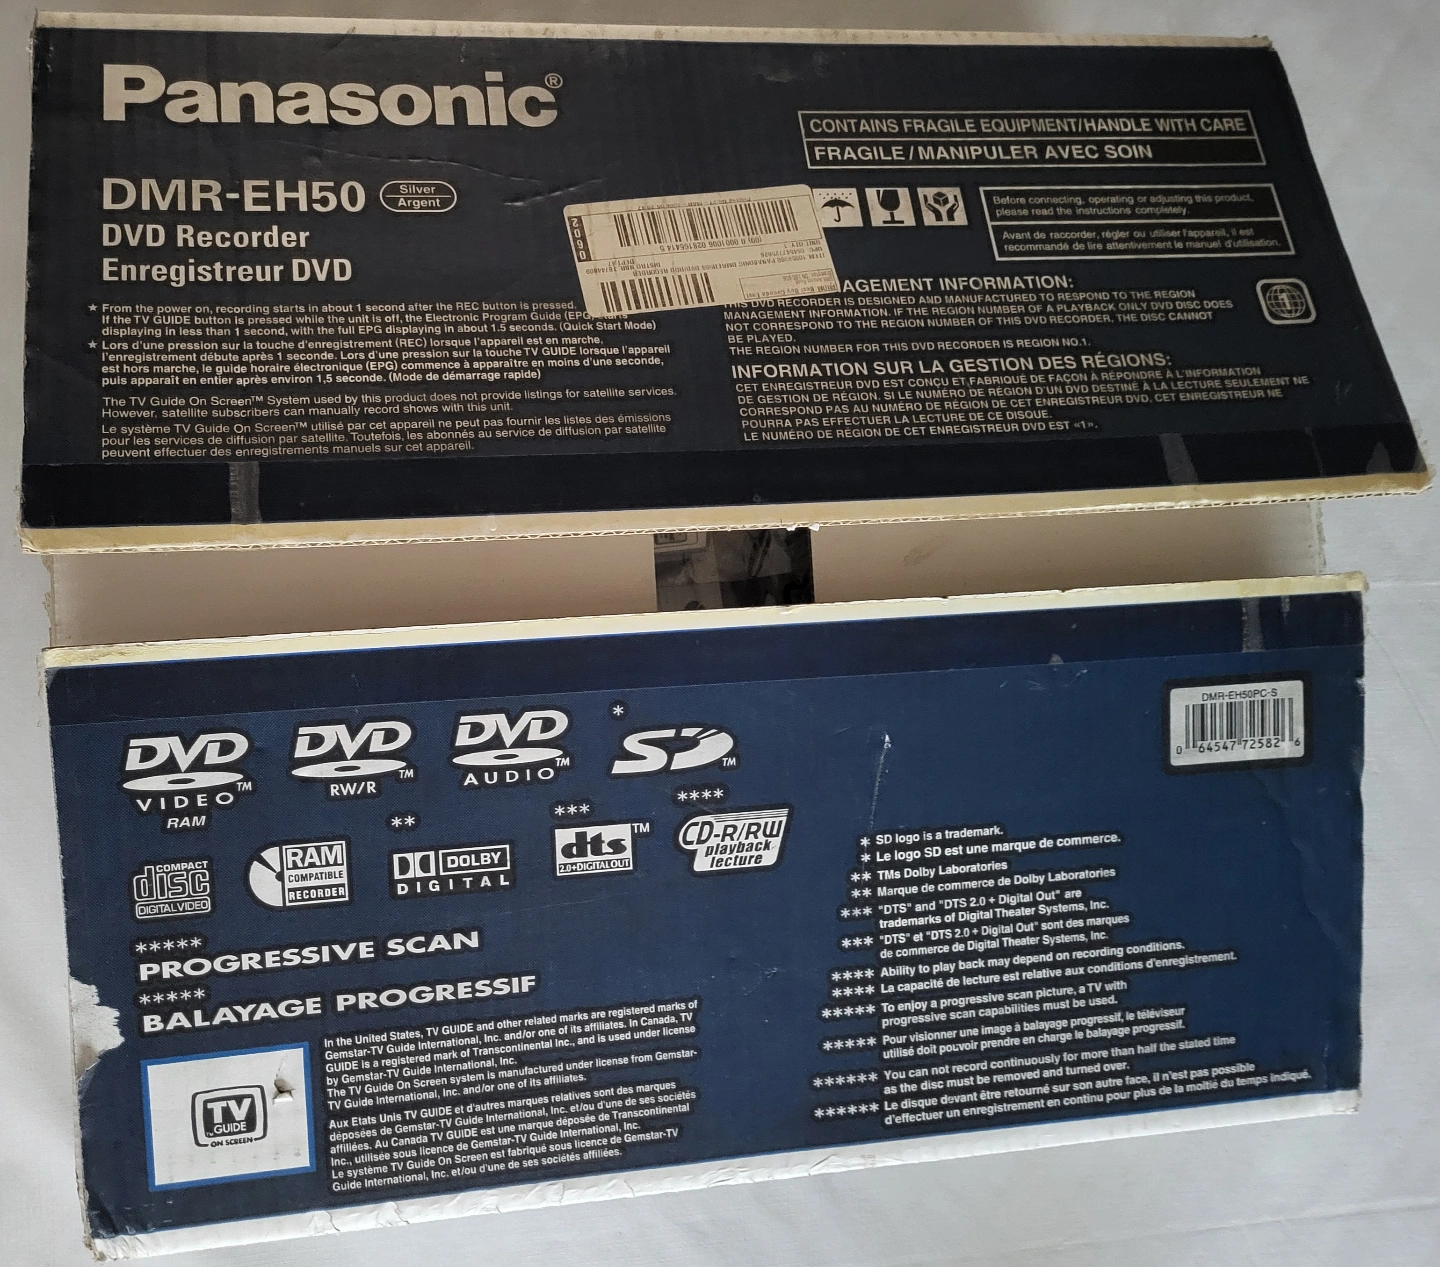 Panasonic®
DMR-EH50 Silver Argent
DVD Recorder
Enregistreur DVD
★ From the power on, recording starts in about 1 second after the REC button is pressed.
If the TV GUIDE button is pressed while the unit is off, the Electronic Program Guide (EPG) starts
displaying in less than 1 second, with the full EPG displaying in about 1.5 seconds. (Quick Start Mode)
★ Lors d'une pression sur la touche d'enregistrement (REC) lorsque l'appareil est en marche,
l'enregistrement débute après 1 seconde. Lors d'une pression sur la touche TV GUIDE lorsque l'appareil
est hors marche, le guide horaire électronique (EPG) commence à apparaître en moins d'une seconde,
puis apparaît en entier après environ 1,5 seconde. (Mode de démarrage rapide)
The TV Guide On Screen™ System used by this product does not provide listings for satellite services.
However, satellite subscribers can manually record shows with this unit.
Le système TV Guide On Screen™ utilisé par cet appareil ne peut pas fournir les listes des émissions
pour les services de diffusion par satellite. Toutefois, les abonnés au service de diffusion par satellite
peuvent effectuer des enregistrements manuels sur cet appareil.
CONTAINS FRAGILE EQUIPMENT/HANDLE WITH CARE
FRAGILE/MANIPULER AVEC SOIN
Before connecting, operating or adjusting this product,
please read the instructions completely.
Avant de raccorder, régler ou utiliser l'appareil, il est
recommandé de lire attentivement le manuel d'utilisation.
2090
AGEMENT INFORMATION:
THIS DVD RECORDER IS DESIGNED AND MANUFACTURED TO RESPOND TO THE REGION
MANAGEMENT INFORMATION. IF THE REGION NUMBER OF A PLAYBACK ONLY DVD DISC DOES
NOT CORRESPOND TO THE REGION NUMBER OF THIS DVD RECORDER, THE DISC CANNOT
BE PLAYED.
THE REGION NUMBER FOR THIS DVD RECORDER IS REGION NO.1.
1
INFORMATION SUR LA GESTION DES RÉGIONS:
CET ENREGISTREUR DVD EST CONÇU ET FABRIQUÉ DE FAÇON À RÉPONDRE À L'INFORMATION
DE GESTION DE RÉGION. SI LE NUMÉRO DE RÉGION D'UN DVD DESTINÉ À LA LECTURE SEULEMENT NE
CORRESPOND PAS AU NUMÉRO DE RÉGION DE CET ENREGISTREUR DVD, CET ENREGISTREUR NE
POURRA PAS EFFECTUER LA LECTURE DE CE DISQUE.
LE NUMÉRO DE RÉGION DE CET ENREGISTREUR DVD EST «1».
DMR-EH50PC-S
0 64547 72582 6
DVD VIDEO™ RAM
DVD™ RW/R
DVD AUDIO™
* SD™
COMPACT disc DIGITAL VIDEO
RAM COMPATIBLE RECORDER
** DOLBY DIGITAL
*** dts™ 2.0+DIGITAL OUT
**** CD-R/RW playback lecture
*****
PROGRESSIVE SCAN
*****
BALAYAGE PROGRESSIF
TV GUIDE
ON SCREEN
In the United States, TV GUIDE and other related marks are registered marks of
Gemstar-TV Guide International, Inc. and/or one of its affiliates. In Canada, TV
GUIDE is a registered mark of Transcontinental Inc., and is used under license
by Gemstar-TV Guide International, Inc.
The TV Guide On Screen system is manufactured under license from Gemstar-
TV Guide International, Inc. and/or one of its affiliates.
Aux Etats Unis TV GUIDE et d'autres marques relatives sont des marques
déposées de Gemstar-TV Guide International, Inc. et/ou d'une de ses sociétés
affiliées. Au Canada TV GUIDE est une marque déposée de Transcontinental
Inc., utilisée sous licence de Gemstar-TV Guide International, Inc.
Le système TV Guide On Screen est fabriqué sous licence de Gemstar-TV
Guide International, Inc. et/ou d'une de ses sociétés affiliées.
* SD logo is a trademark.
* Le logo SD est une marque de commerce.
** TMs Dolby Laboratories
** Marque de commerce de Dolby Laboratories
*** "DTS" and "DTS 2.0 + Digital Out" are
trademarks of Digital Theater Systems, Inc.
*** "DTS" et "DTS 2.0 + Digital Out" sont des marques
de commerce de Digital Theater Systems, Inc.
**** Ability to play back may depend on recording conditions.
**** La capacité de lecture est relative aux conditions d'enregistrement.
***** To enjoy a progressive scan picture, a TV with
progressive scan capabilities must be used.
***** Pour visionner une image à balayage progressif, le téléviseur
utilisé doit pouvoir prendre en charge le balayage progressif.
****** You can not record continuously for more than half the stated time
as the disc must be removed and turned over.
****** Le disque devant être retourné sur son autre face, il n'est pas possible
d'effectuer un enregistrement en continu pour plus de la moitié du temps indiqué.